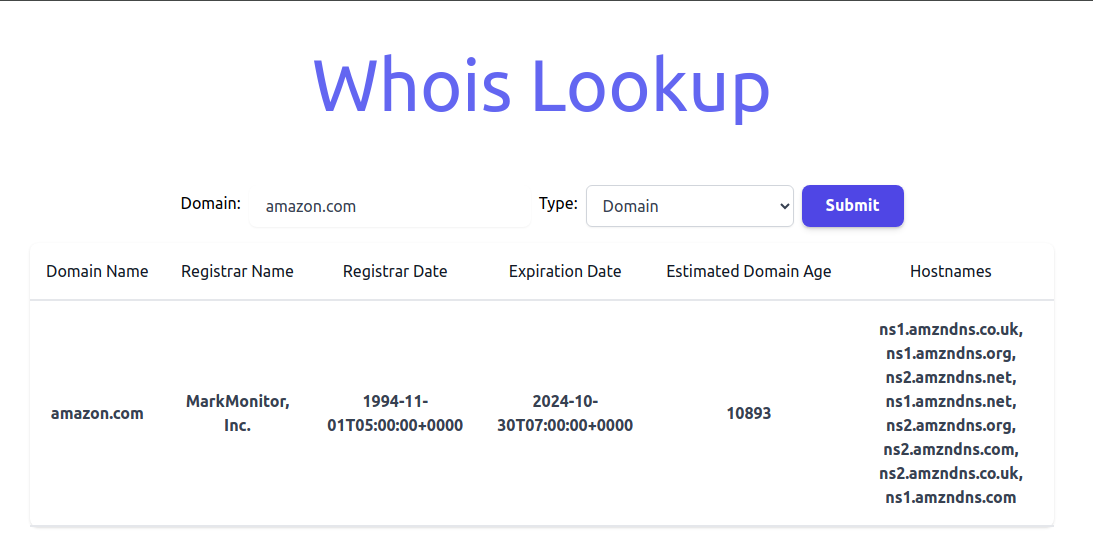 Whois Lookup
Domain: amazon.com Type: Domain Submit
Domain Name Registrar Name Registrar Date Expiration Date Estimated Domain Age Hostnames
amazon.com
MarkMonitor,
Inc.
1994-11-
01T05:00:00+0000
2024-10-
30T07:00:00+0000
10893
ns1.amzndns.co.uk,
ns1.amzndns.org,
ns2.amzndns.net,
ns1.amzndns.net,
ns2.amzndns.org,
ns2.amzndns.com,
ns2.amzndns.co.uk,
ns1.amzndns.com